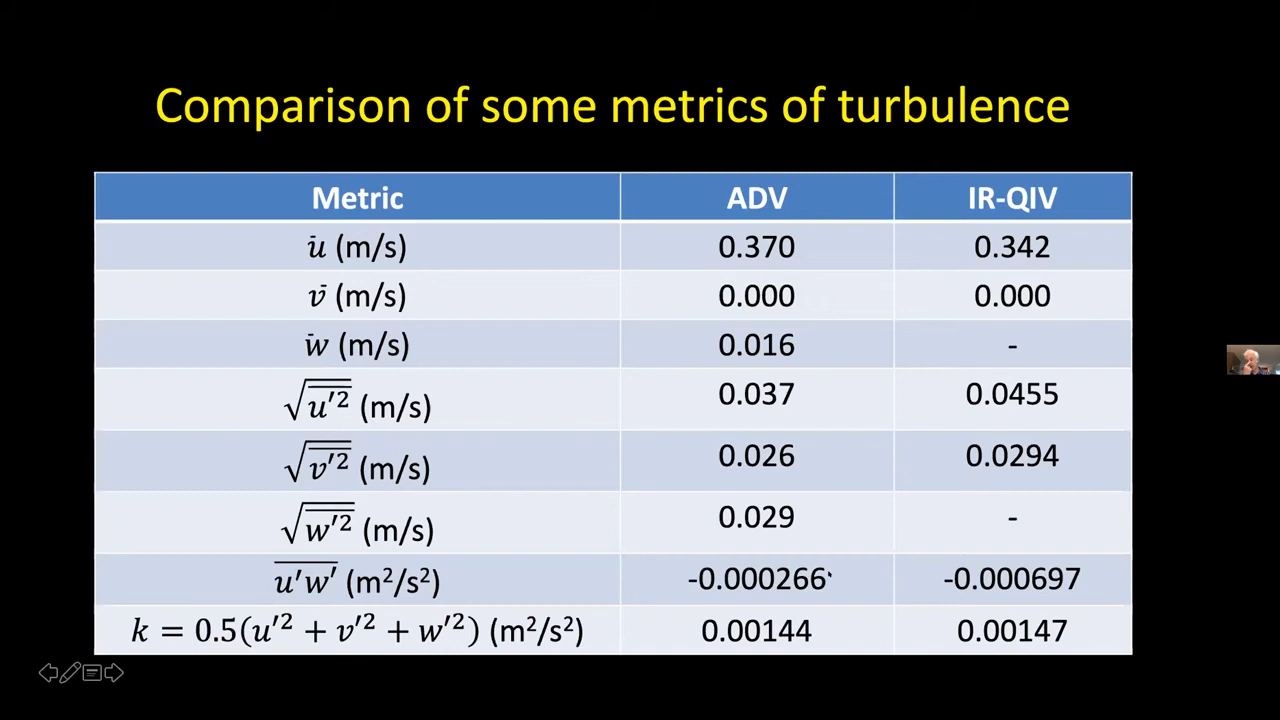 Comparison of some metrics of turbulence
Metric ADV IR-QIV
ū (m/s) 0.370 0.342
v̄ (m/s) 0.000 0.000
w̄ (m/s) 0.016 -
√u′² (m/s) 0.037 0.0455
√v′² (m/s) 0.026 0.0294
√w′² (m/s) 0.029 -
u′w′ (m²/s²) -0.000266 -0.000697
k = 0.5(u′² + v′² + w′²) (m²/s²) 0.00144 0.00147